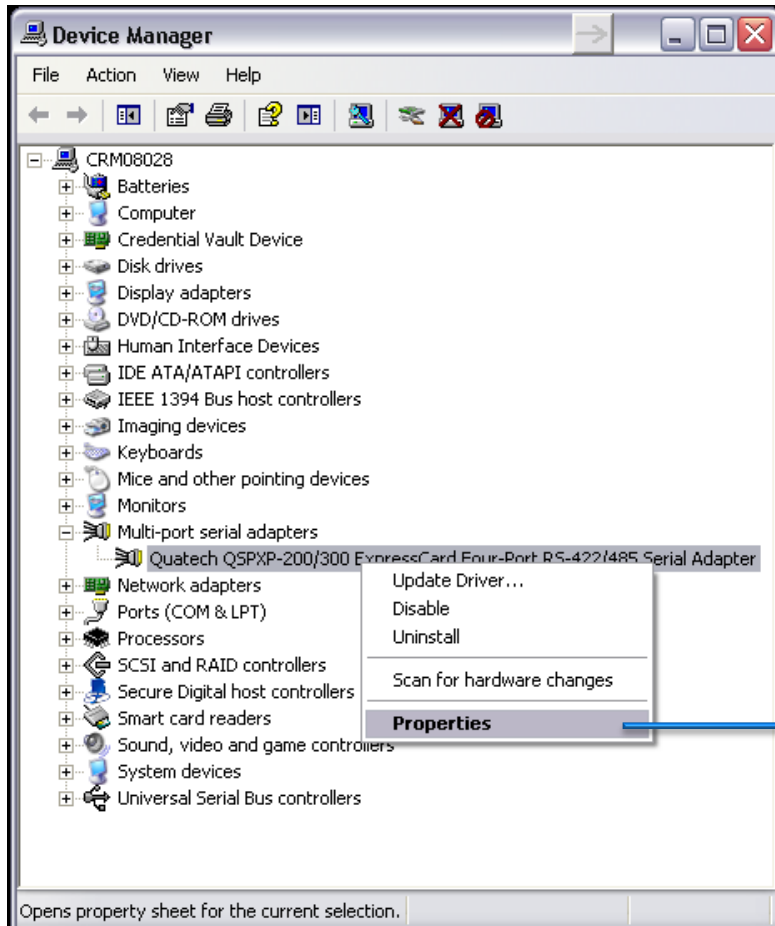 Device Manager
File Action View Help
CRM08028
Batteries
Computer
Credential Vault Device
Disk drives
Display adapters
DVD/CD-ROM drives
Human Interface Devices
IDE ATA/ATAPI controllers
IEEE 1394 Bus host controllers
Imaging devices
Keyboards
Mice and other pointing devices
Monitors
Multi-port serial adapters
Quatech QSPXP-200/300 ExpressCard Four-Port RS-422/485 Serial Adapter
Network adapters
Ports (COM & LPT)
Processors
SCSI and RAID controllers
Secure Digital host controllers
Smart card readers
Sound, video and game controllers
System devices
Universal Serial Bus controllers
Update Driver...
Disable
Uninstall
Scan for hardware changes
Properties
Opens property sheet for the current selection.